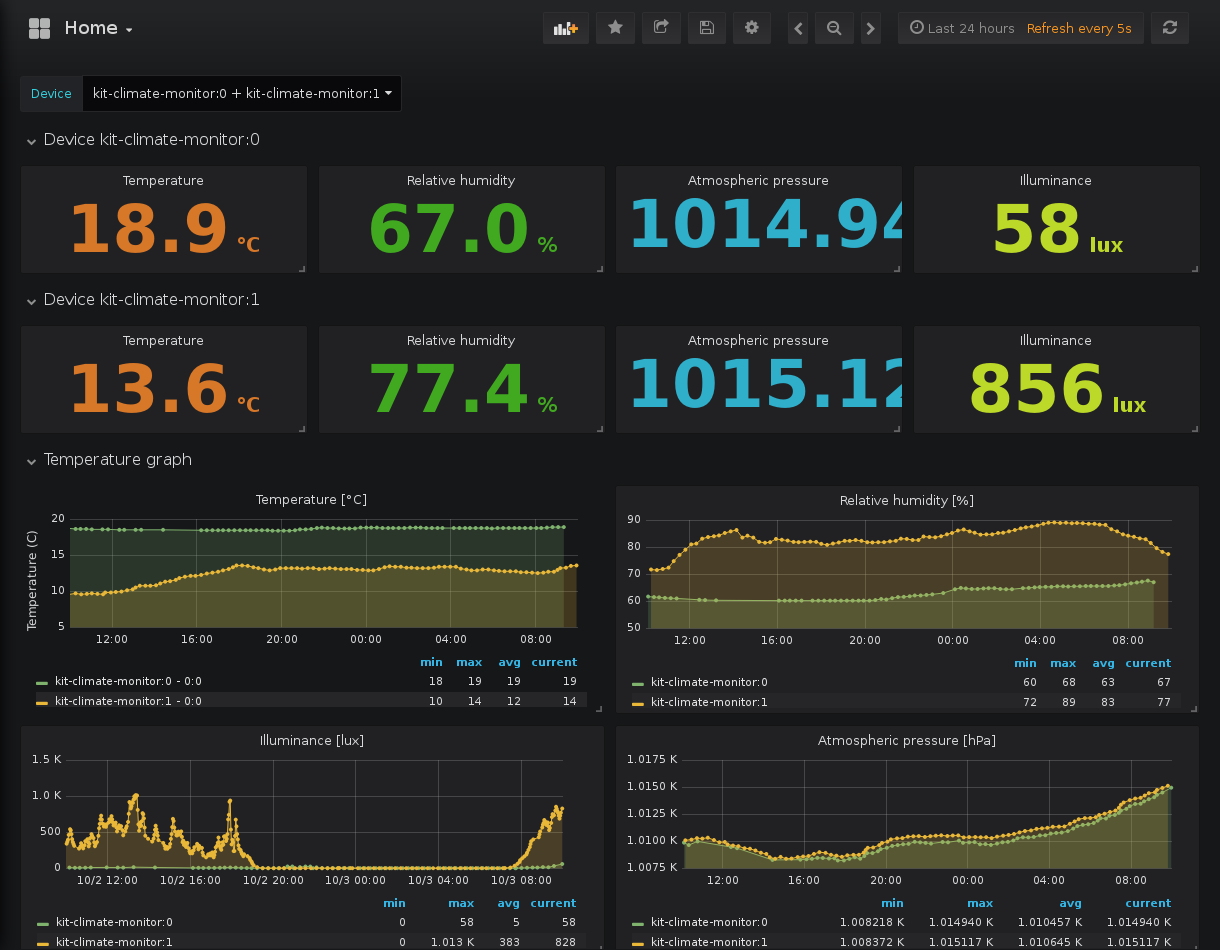 Home
Last 24 hours Refresh every 5s
Device kit-climate-monitor:0 + kit-climate-monitor:1
Device kit-climate-monitor:0
Temperature Relative humidity Atmospheric pressure Illuminance
18.9 °C 67.0 % 1014.94 58 lux
Device kit-climate-monitor:1
Temperature Relative humidity Atmospheric pressure Illuminance
13.6 °C 77.4 % 1015.12 856 lux
Temperature graph
Temperature [°C]
Temperature (C)
20
15
10
5
12:00 16:00 20:00 00:00 04:00 08:00
min max avg current
kit-climate-monitor:0 - 0:0 18 19 19 19
kit-climate-monitor:1 - 0:0 10 14 12 14
Relative humidity [%]
90
80
70
60
50
12:00 16:00 20:00 00:00 04:00 08:00
min max avg current
kit-climate-monitor:0 60 68 63 67
kit-climate-monitor:1 72 89 83 77
Illuminance [lux]
1.5 K
1.0 K
500
0
10/2 12:00 10/2 16:00 10/2 20:00 10/3 00:00 10/3 04:00 10/3 08:00
min max avg current
kit-climate-monitor:0 0 58 5 58
kit-climate-monitor:1 0 1.013 K 383 828
Atmospheric pressure [hPa]
1.0175 K
1.0150 K
1.0125 K
1.0100 K
1.0075 K
12:00 16:00 20:00 00:00 04:00 08:00
min max avg current
kit-climate-monitor:0 1.008218 K 1.014940 K 1.010457 K 1.014940 K
kit-climate-monitor:1 1.008372 K 1.015117 K 1.010645 K 1.015117 K